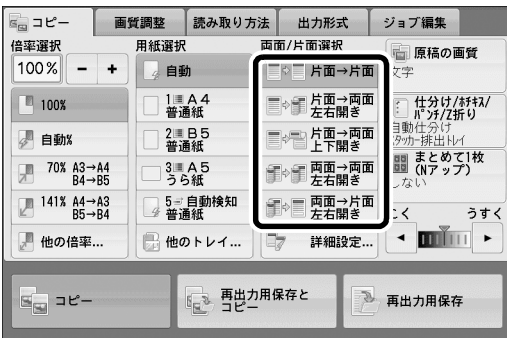 コピー
画質調整
読み取り方法
出力形式
ジョブ編集
倍率選択
100%
-
+
100%
自動%
70% A3→A4
B4→B5
141% A4→A3
B5→B4
他の倍率...
用紙選択
自動
1 A4
普通紙
2 B5
普通紙
3 A5
うら紙
5 自動検知
普通紙
他のトレイ...
両面/片面選択
片面→片面
片面→両面
左右開き
片面→両面
上下開き
両面→両面
左右開き
両面→片面
左右開き
詳細設定...
原稿の画質
文字
仕分け/ホチキス/
パンチ/Z折り
自動仕分け
排出トレイ
まとめて1枚
(Nアップ)
しない
こく
うすく
コピー
再出力用保存と
コピー
再出力用保存